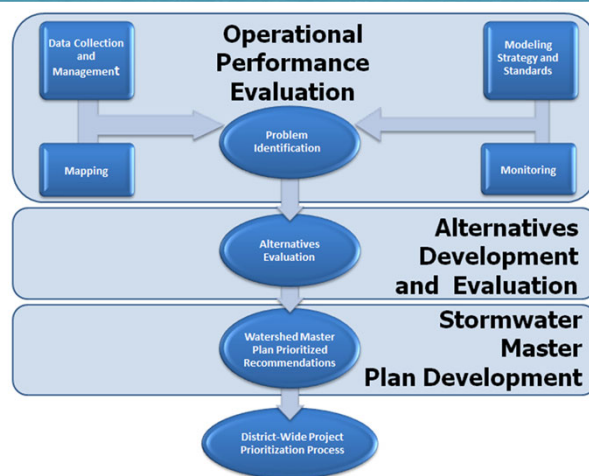 Data Collection
and
Management
Operational
Performance
Evaluation
Modeling
Strategy and
Standards
Problem
Identification
Mapping
Monitoring
Alternatives
Evaluation
Alternatives
Development
and Evaluation
Watershed Master
Plan Prioritized
Recommendations
Stormwater
Master
Plan Development
District-Wide Project
Prioritization Process